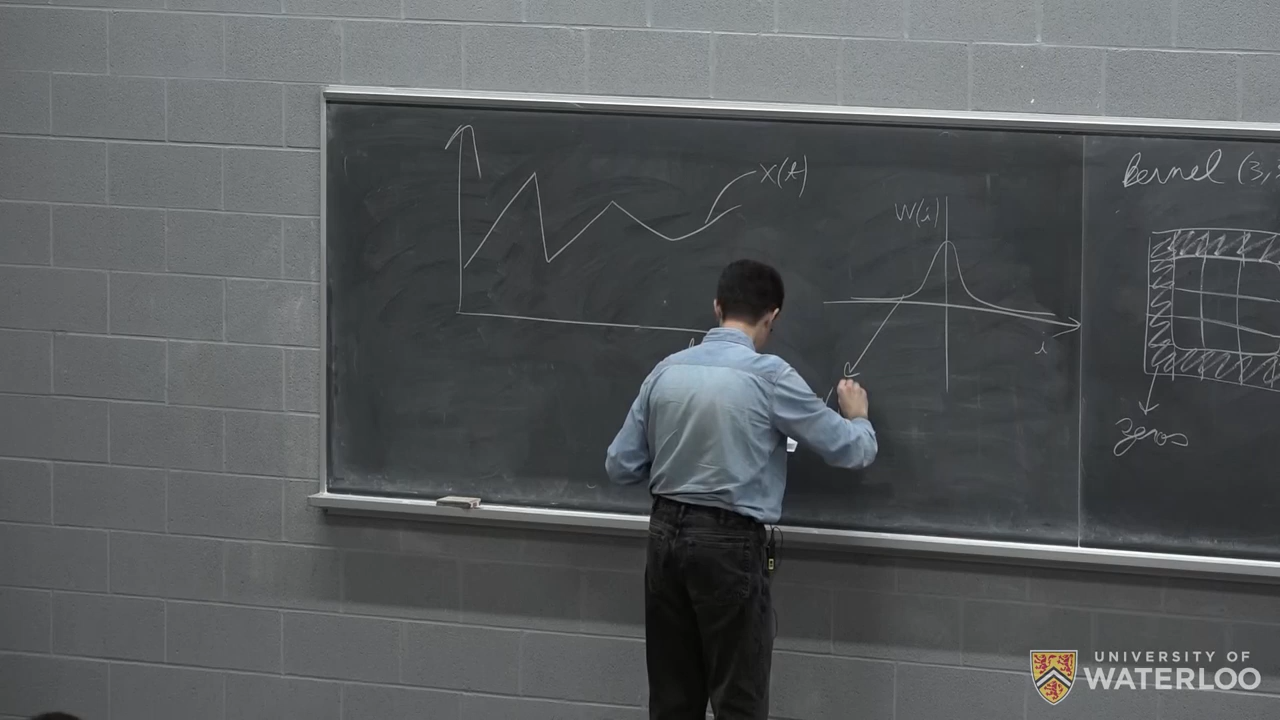 X(t)
W(i)
i
Kernel (3,
zeros
UNIVERSITY OF
WATERLOO